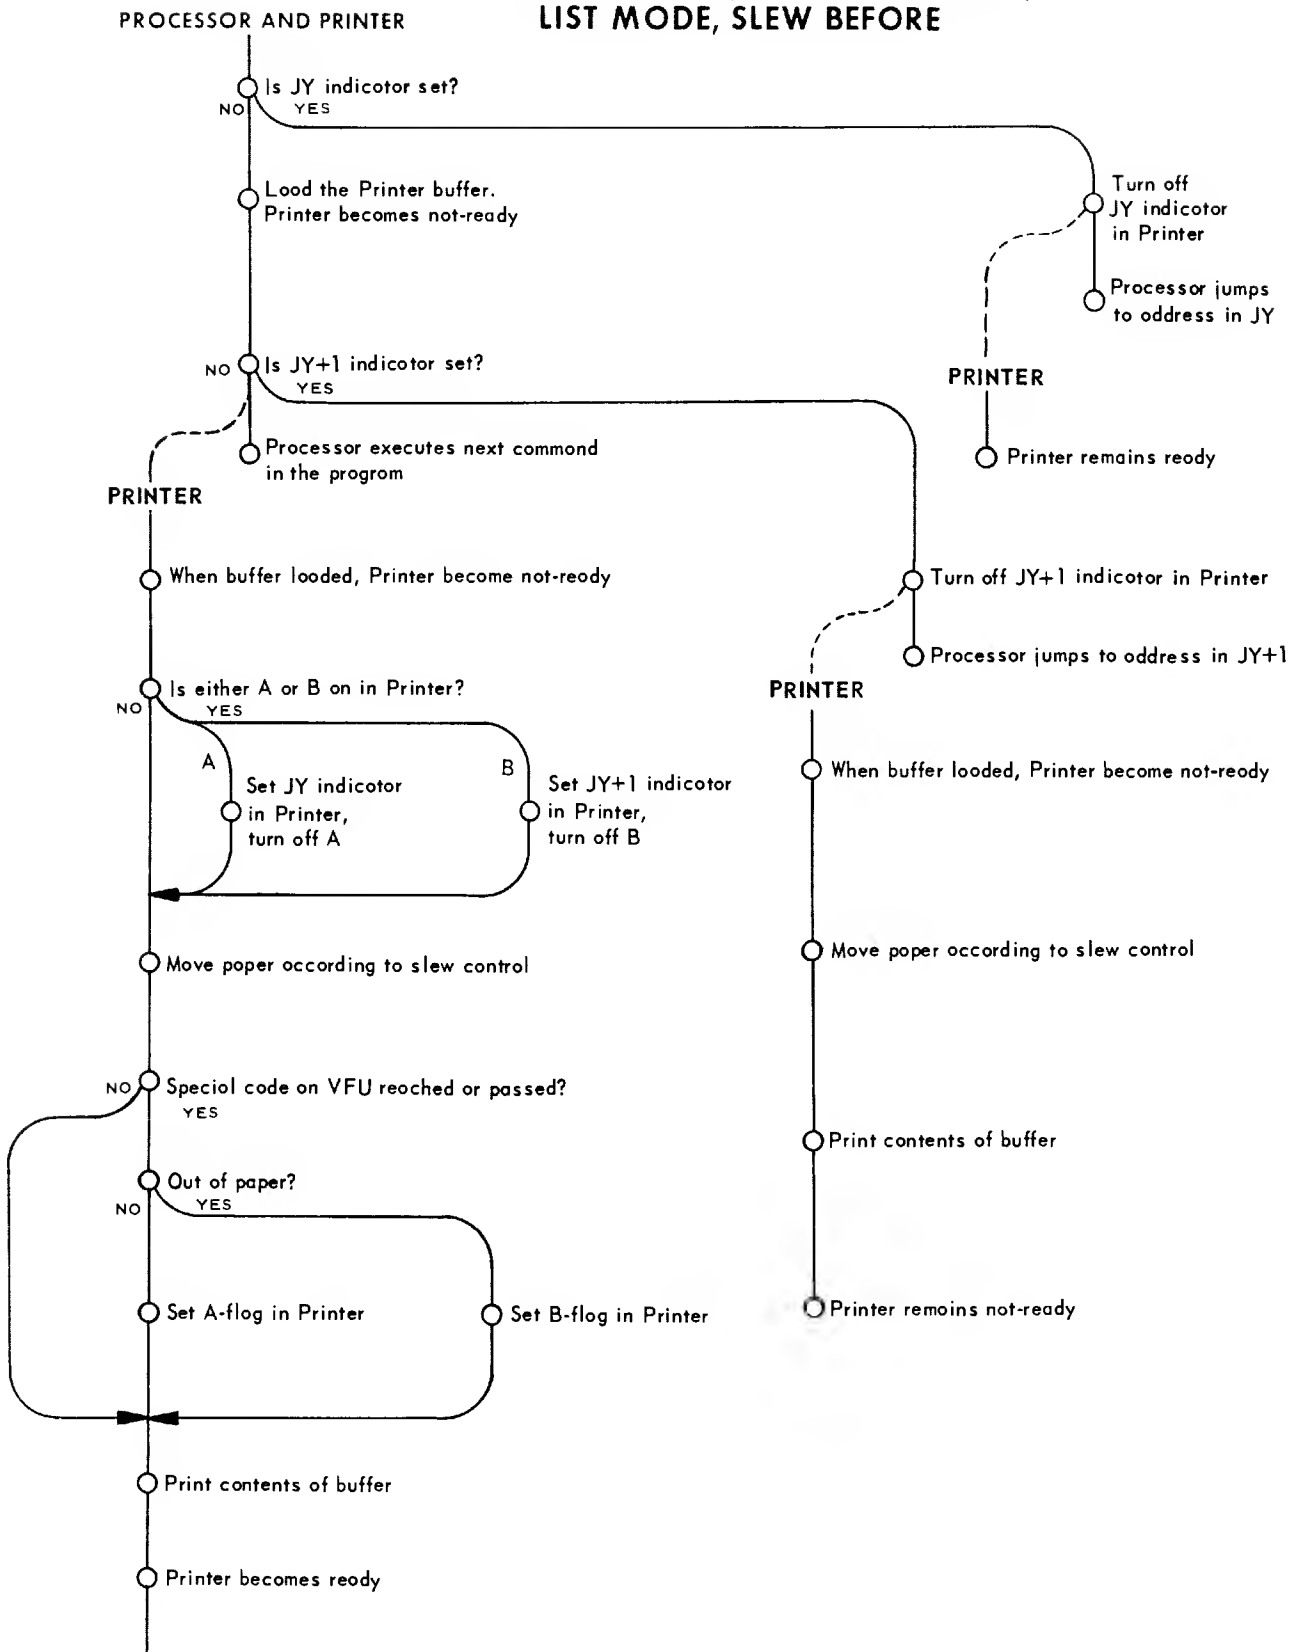 PROCESSOR AND PRINTER
LIST MODE, SLEW BEFORE
Is JY indicotor set?
NO
YES
Lood the Printer buffer.
Printer becomes not-ready
Turn off
JY indicotor
in Printer
Processor jumps
to oddress in JY
Is JY+1 indicotor set?
NO
YES
PRINTER
Processor executes next commond
in the progrom
Printer remains reody
PRINTER
When buffer looded, Printer become not-reody
Turn off JY+1 indicotor in Printer
Processor jumps to oddress in JY+1
PRINTER
Is either A or B on in Printer?
NO
YES
A
Set JY indicator
in Printer,
turn off A
B
Set JY+1 indicator
in Printer,
turn off B
When buffer looded, Printer become not-ready
Move poper occording to slew control
Move poper occording to slew control
NO
Speciol code on VFU reoched or passed?
YES
Print contents of buffer
Out of paper?
NO
YES
Set A-flog in Printer
Set B-flog in Printer
Printer remains not-ready
Print contents of buffer
Printer becomes reody